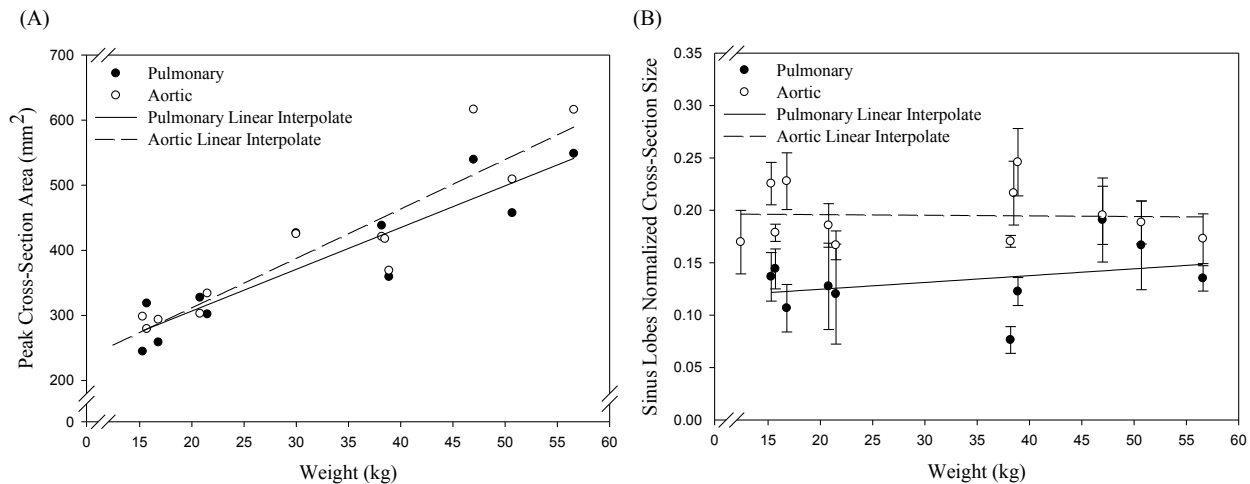 (A)
Peak Cross-Section Area (mm2)
700
600
500
400
300
200
0
Pulmonary
Aortic
Pulmonary Linear Interpolate
Aortic Linear Interpolate
0 15 20 25 30 35 40 45 50 55 60
Weight (kg)
(B)
Sinus Lobes Normalized Cross-Section Size
0.35
0.30
0.25
0.20
0.15
0.10
0.05
0.00
Pulmonary
Aortic
Pulmonary Linear Interpolate
Aortic Linear Interpolate
0 15 20 25 30 35 40 45 50 55 60
Weight (kg)